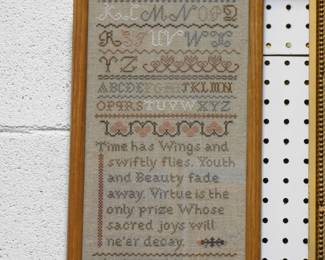 K L M N O P Q
R S T U V W X
Y Z
ABCDEFGHIJKLMN
OPQRSTUVWXYZ
Time has Wings and
swiftly flies. Youth
and Beauty fade
away. Virtue is the
only prize Whose
sacred joys will
ne'er decay.